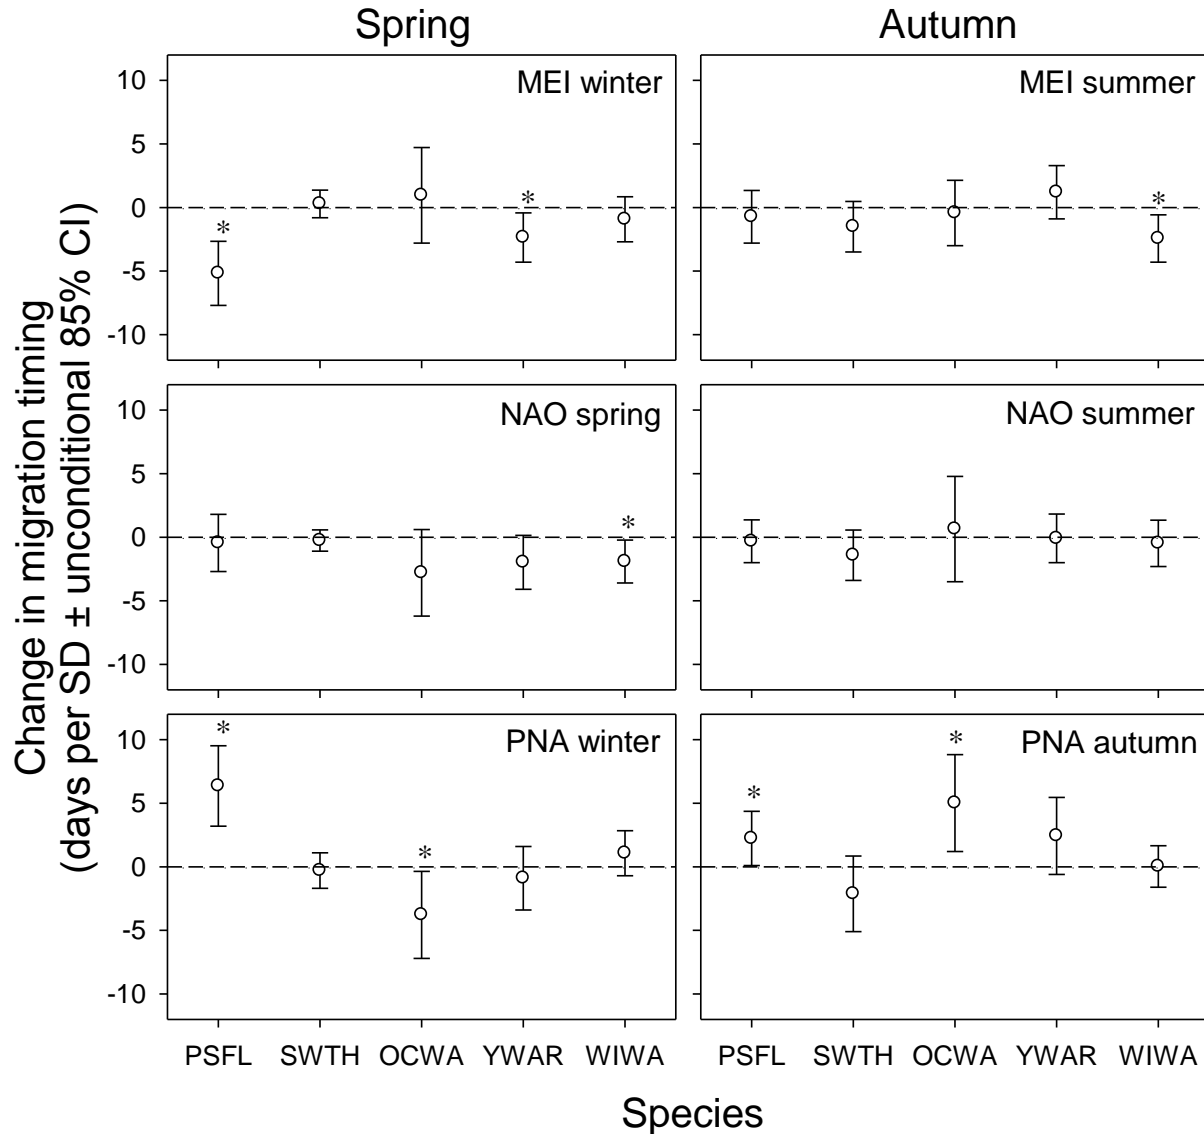 Spring
Autumn
Change in migration timing
(days per SD ± unconditional 85% CI)
MEI winter
10
5
0
-5
-10
*
*
MEI summer
*
NAO spring
10
5
0
-5
-10
*
NAO summer
PNA winter
10
5
0
-5
-10
*
*
PNA autumn
*
*
PSFL SWTH OCWA YWAR WIWA
PSFL SWTH OCWA YWAR WIWA
Species